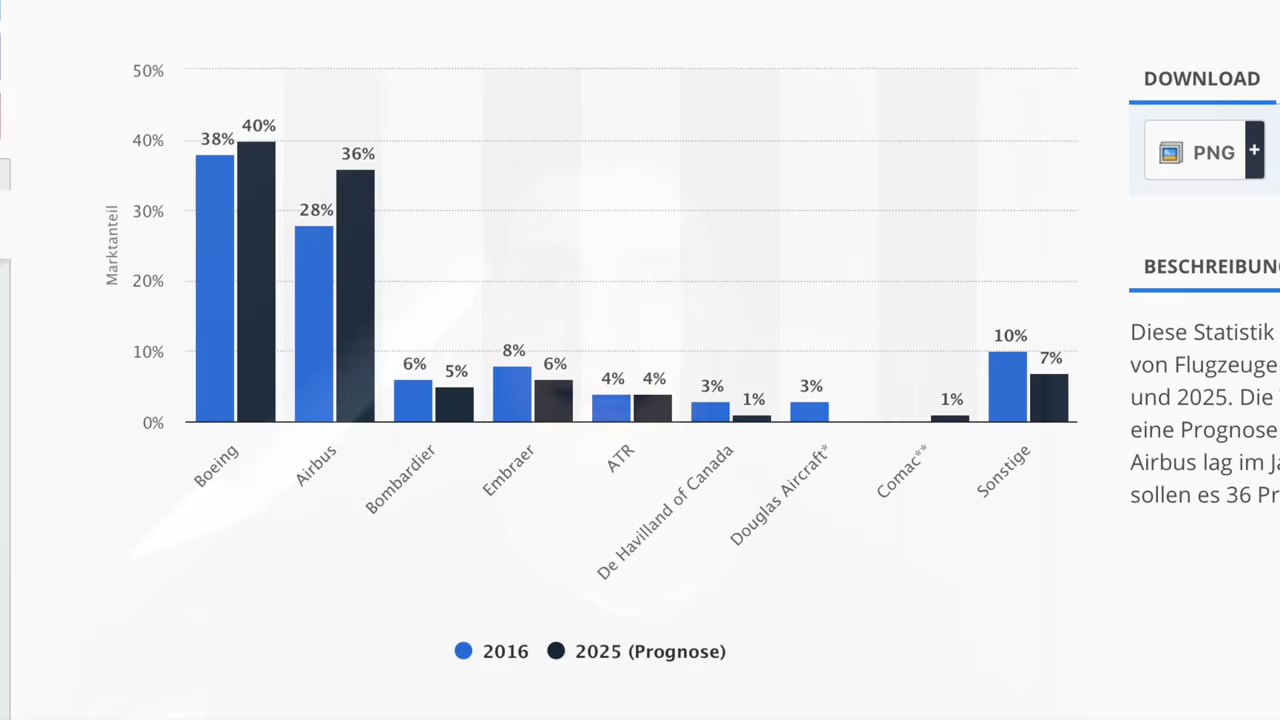 50%
40%
30%
20%
10%
0%
Marktanteil
38%
40%
28%
36%
6%
5%
8%
6%
4%
4%
3%
1%
3%
1%
10%
7%
Boeing
Airbus
Bombardier
Embraer
ATR
De Havilland of Canada
Douglas Aircraft*
Comac**
Sonstige
2016
2025 (Prognose)
DOWNLOAD
PNG +
BESCHREIBUN
Diese Statistik
von Flugzeuge
und 2025. Die
eine Prognose
Airbus lag im Ja
sollen es 36 Pr